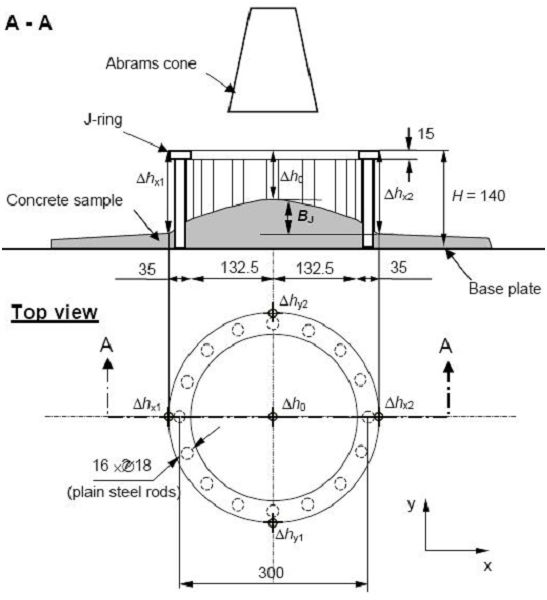 A - A
Abrams cone
J-ring
15
Δhx1
Δh0
Δhx2
H = 140
Concrete sample
BJ
35
132.5
132.5
35
Base plate
Top view
Δhy2
A
A
Δhx1
Δh0
Δhx2
16 ר18
(plain steel rods)
Δhy1
y
x
300